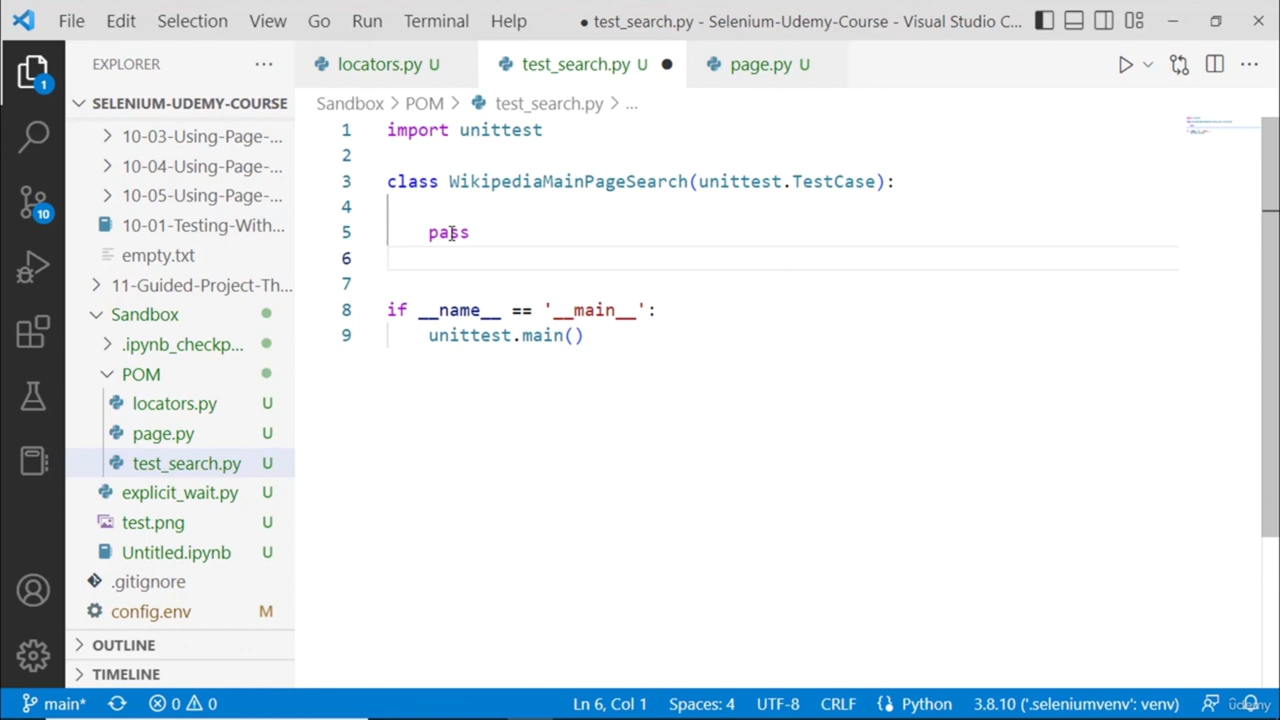 File Edit Selection View Go Run Terminal Help ● test_search.py - Selenium-Udemy-Course - Visual Studio C...
EXPLORER ...
locators.py U test_search.py U ● page.py U
1
SELENIUM-UDEMY-COURSE
Sandbox > POM > test_search.py > ...
10-03-Using-Page-...
10-04-Using-Page-...
10-05-Using-Page-...
10-01-Testing-With...
empty.txt
11-Guided-Project-Th...
Sandbox
.ipynb_checkp...
POM
locators.py U
page.py U
test_search.py U
explicit_wait.py U
test.png U
Untitled.ipynb U
.gitignore
config.env M
OUTLINE
TIMELINE
10
1 import unittest
2
3 class WikipediaMainPageSearch(unittest.TestCase):
4
5 pass
6
7
8 if __name__ == '__main__':
9 unittest.main()
main* 0 0 Ln 6, Col 1 Spaces: 4 UTF-8 CRLF Python 3.8.10 ('.seleniumvenv': venv)
udemy